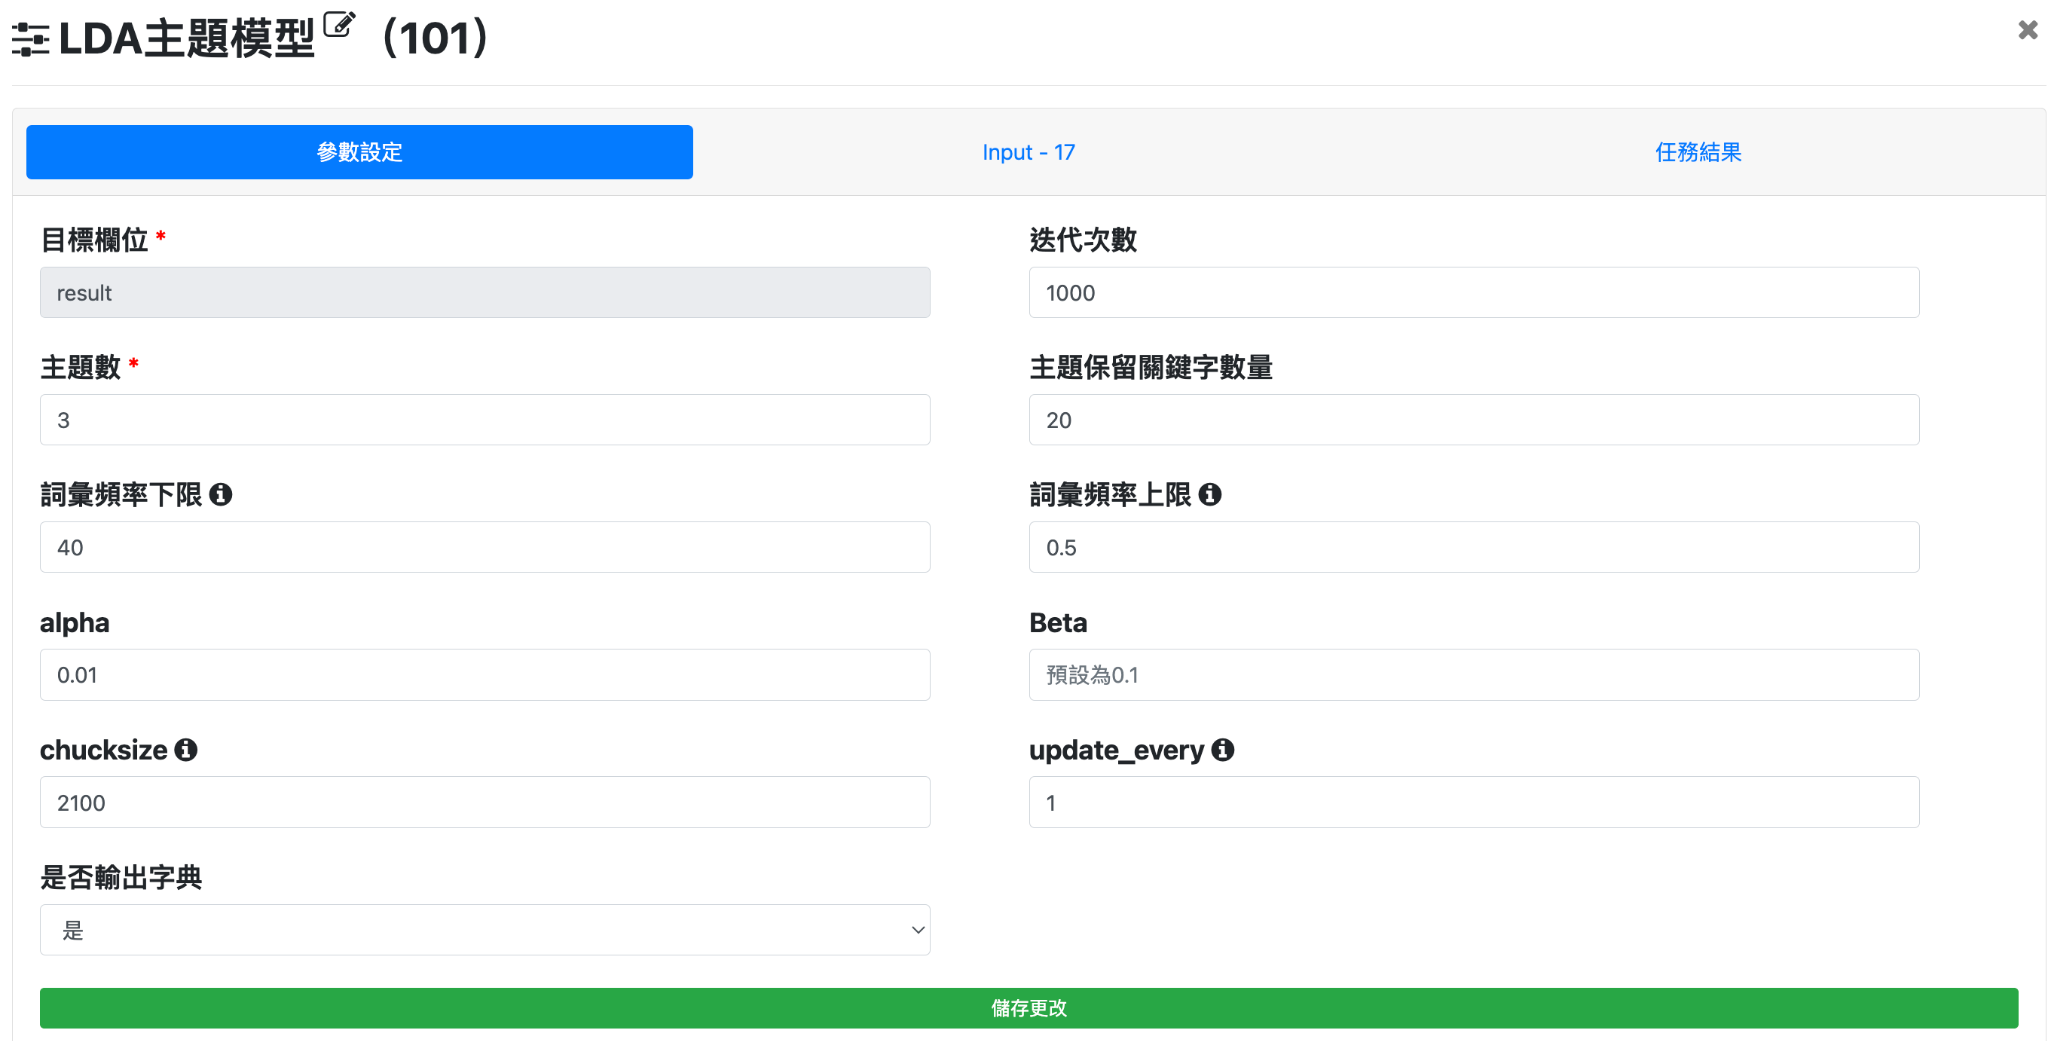 LDA主題模型 (101)
參數設定
Input - 17
任務結果
目標欄位 *
result
迭代次數
1000
主題數 *
3
主題保留關鍵字數量
20
詞彙頻率下限
40
詞彙頻率上限
0.5
alpha
0.01
Beta
預設為0.1
chucksize
2100
update_every
1
是否輸出字典
是
儲存更改